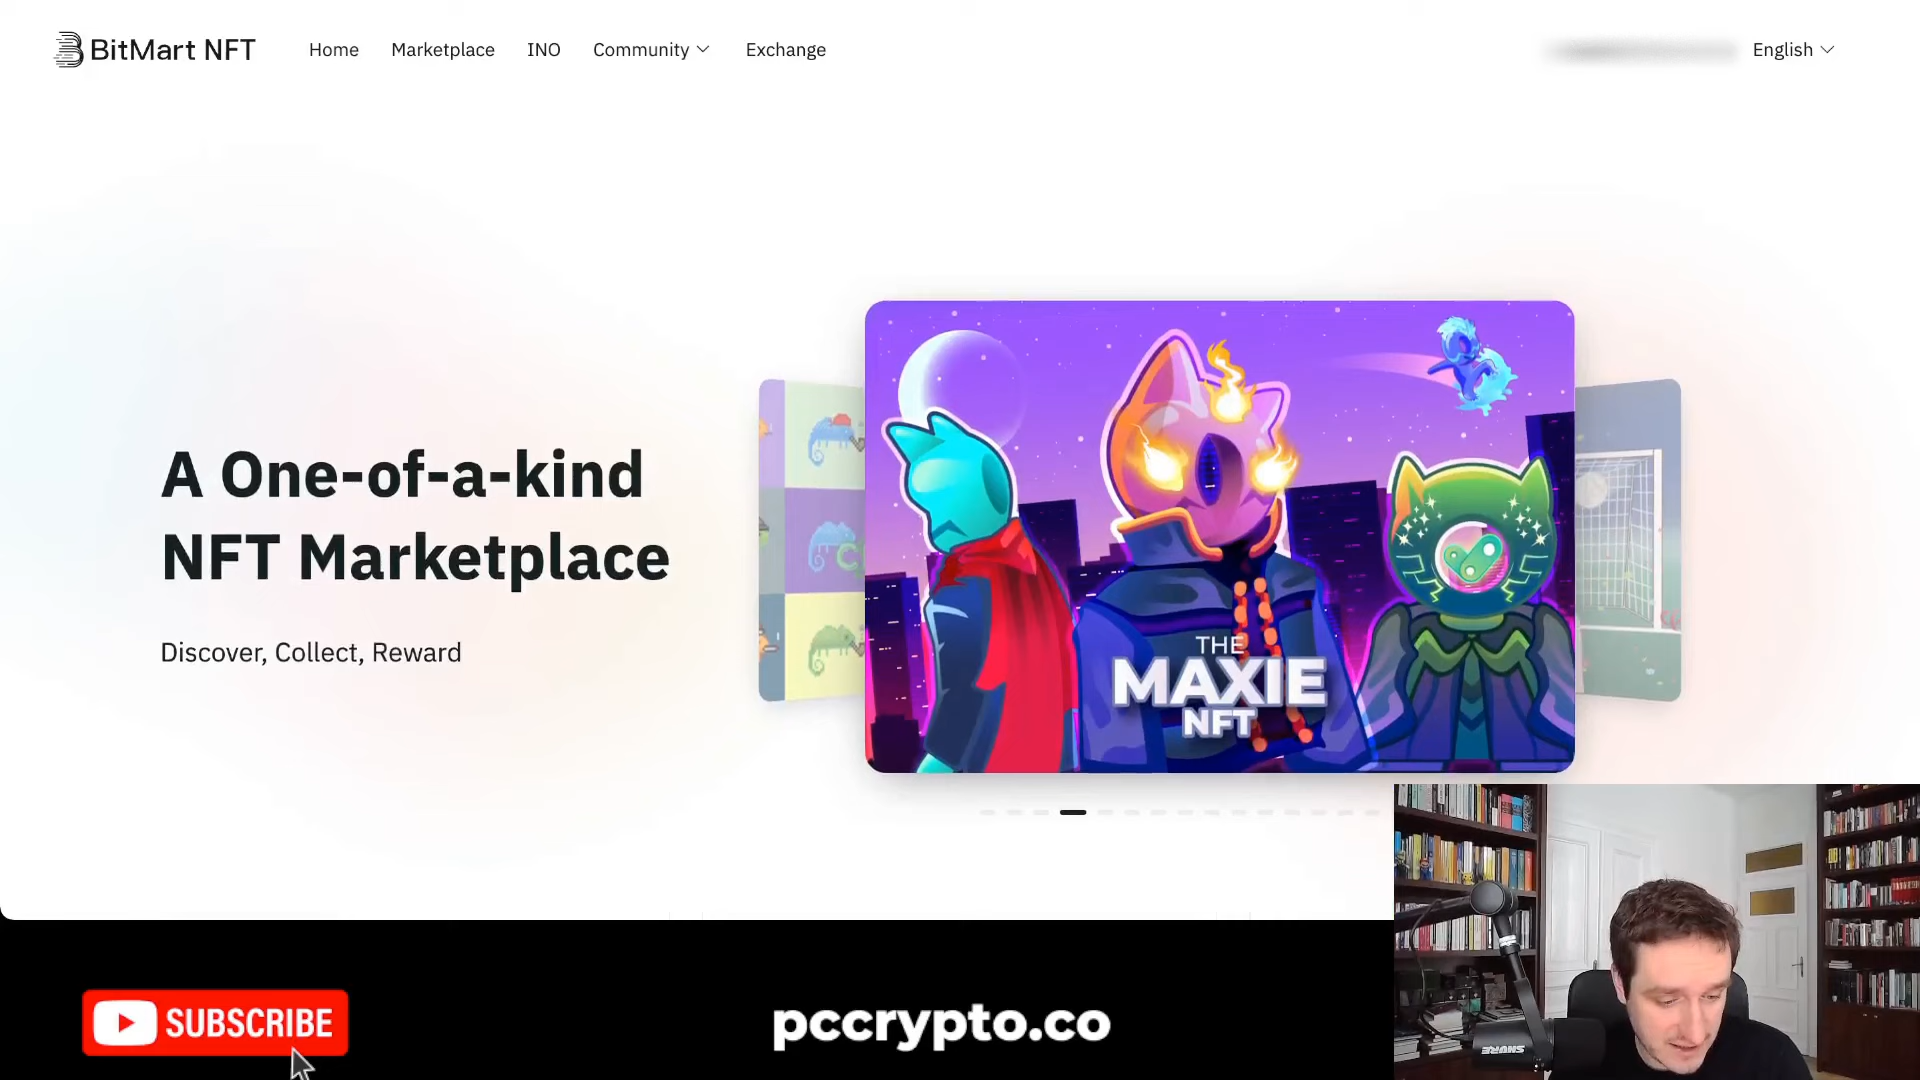 BitMart NFT
Home
Marketplace
INO
Community
Exchange
English
A One-of-a-kind
NFT Marketplace
Discover, Collect, Reward
THE
MAXIE
NFT
SUBSCRIBE
pccrypto.co
SHURE